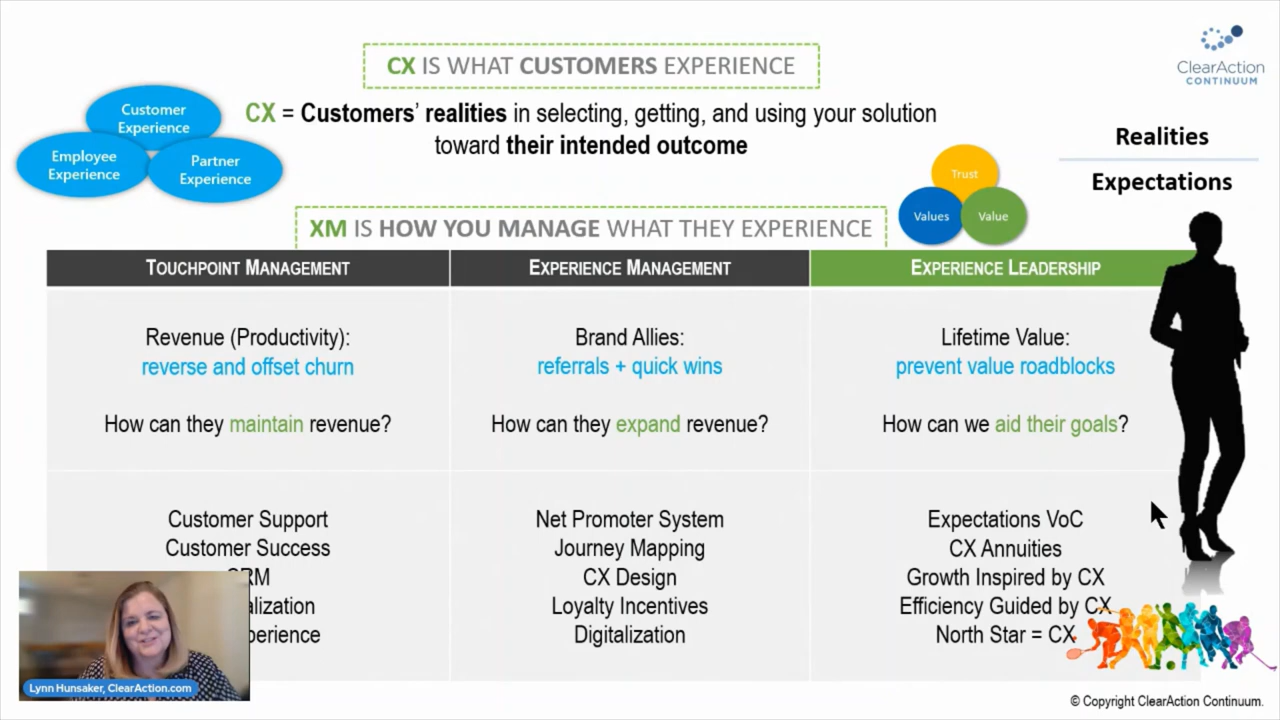 CX IS WHAT CUSTOMERS EXPERIENCE
ClearAction
CONTINUUM
CX = Customers’ realities in selecting, getting, and using your solution
toward their intended outcome
Customer
Experience
Employee
Experience
Partner
Experience
Realities
Expectations
Trust
Values
Value
XM IS HOW YOU MANAGE WHAT THEY EXPERIENCE
TOUCHPOINT MANAGEMENT
EXPERIENCE MANAGEMENT
EXPERIENCE LEADERSHIP
Revenue (Productivity):
reverse and offset churn
How can they maintain revenue?
Brand Allies:
referrals + quick wins
How can they expand revenue?
Lifetime Value:
prevent value roadblocks
How can we aid their goals?
Customer Support
Customer Success
Net Promoter System
Journey Mapping
CX Design
Loyalty Incentives
Digitalization
Expectations VoC
CX Annuities
Growth Inspired by CX
Efficiency Guided by CX
North Star = CX
Lynn Hunsaker, ClearAction.com
© Copyright ClearAction Continuum.